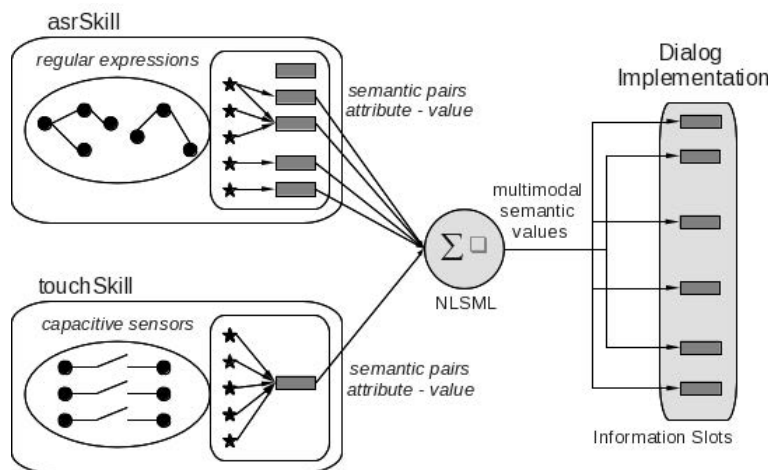 asrSkill
regular expressions
semantic pairs
attribute - value
touchSkill
capacitive sensors
semantic pairs
attribute - value
Σ
NLSML
multimodal
semantic
values
Dialog
Implementation
Information Slots